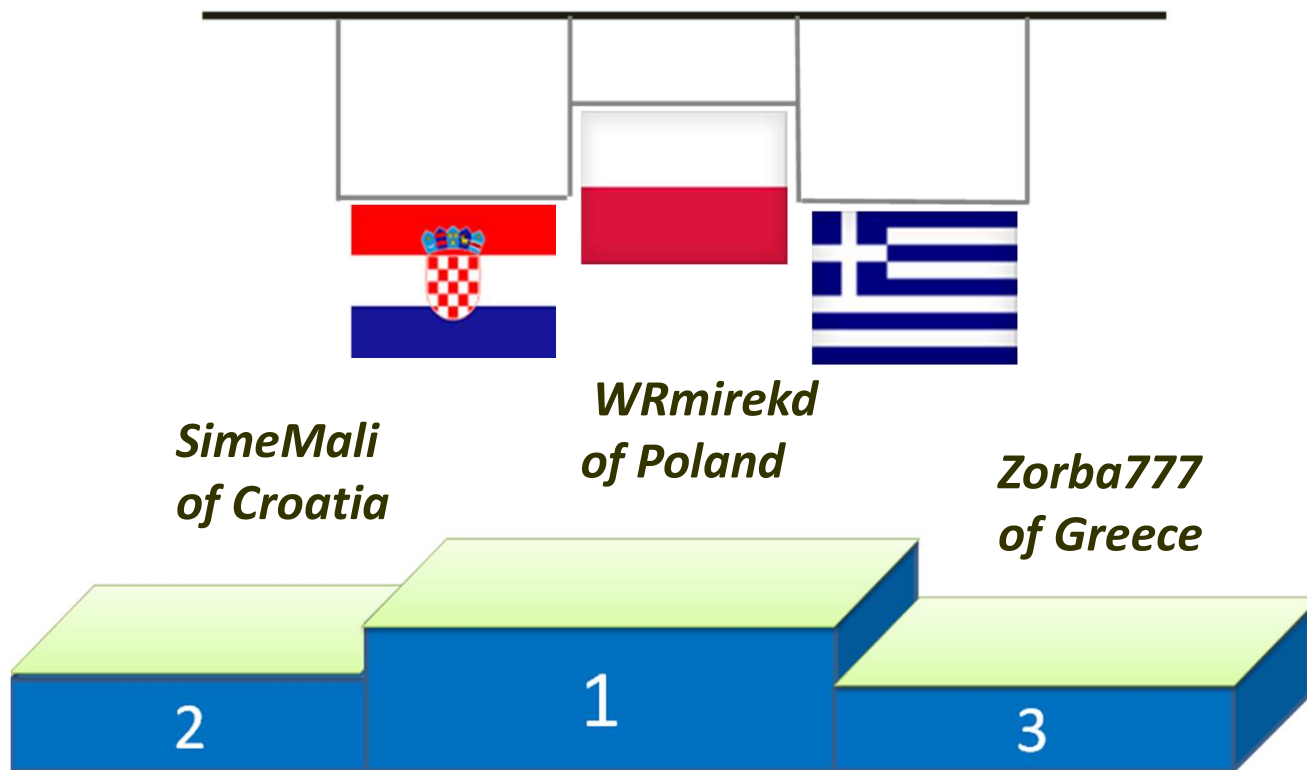 WRmirekd
of Poland
SimeMali
of Croatia
Zorba777
of Greece
1
2
3